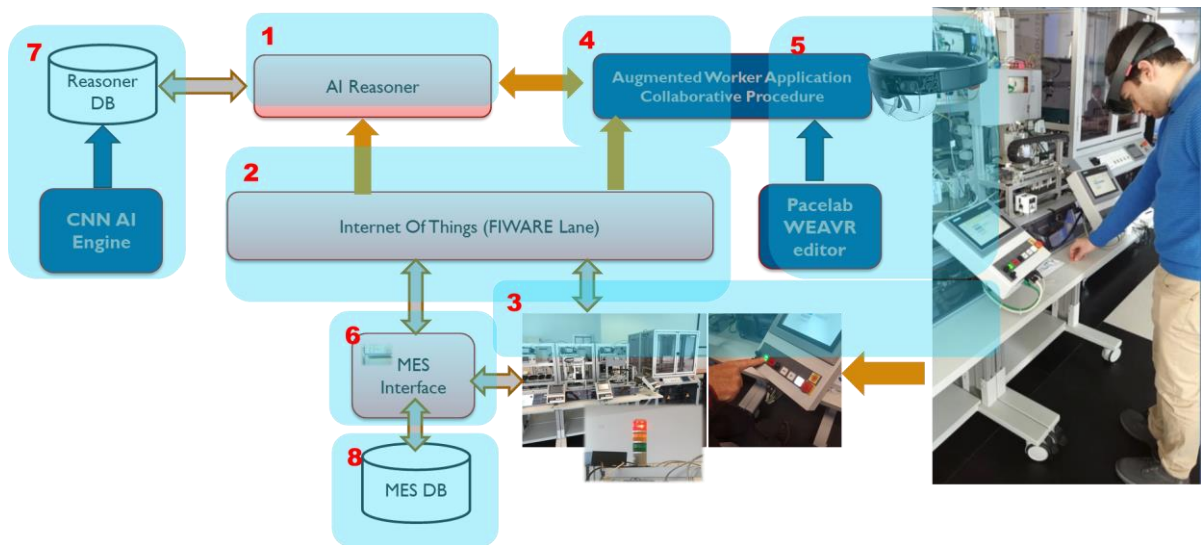 7
Reasoner
DB
CNN AI
Engine
1
AI Reasoner
4
Augmented Worker Application
Collaborative Procedure
5
2
Internet Of Things (FIWARE Lane)
Pacelab
WEAVR
editor
3
6
MES
Interface
8
MES DB